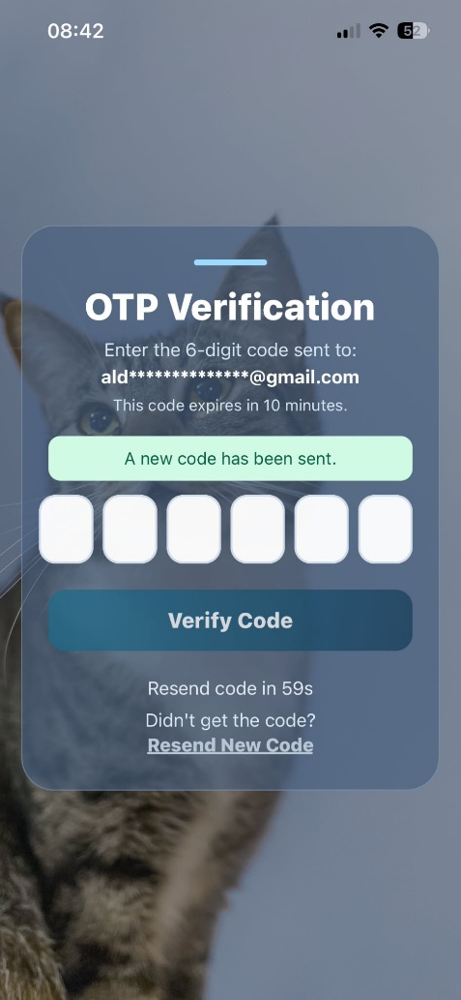 08:42
52
OTP Verification
Enter the 6-digit code sent to:
ald*************@gmail.com
This code expires in 10 minutes.
A new code has been sent.
Verify Code
Resend code in 59s
Didn't get the code?
Resend New Code